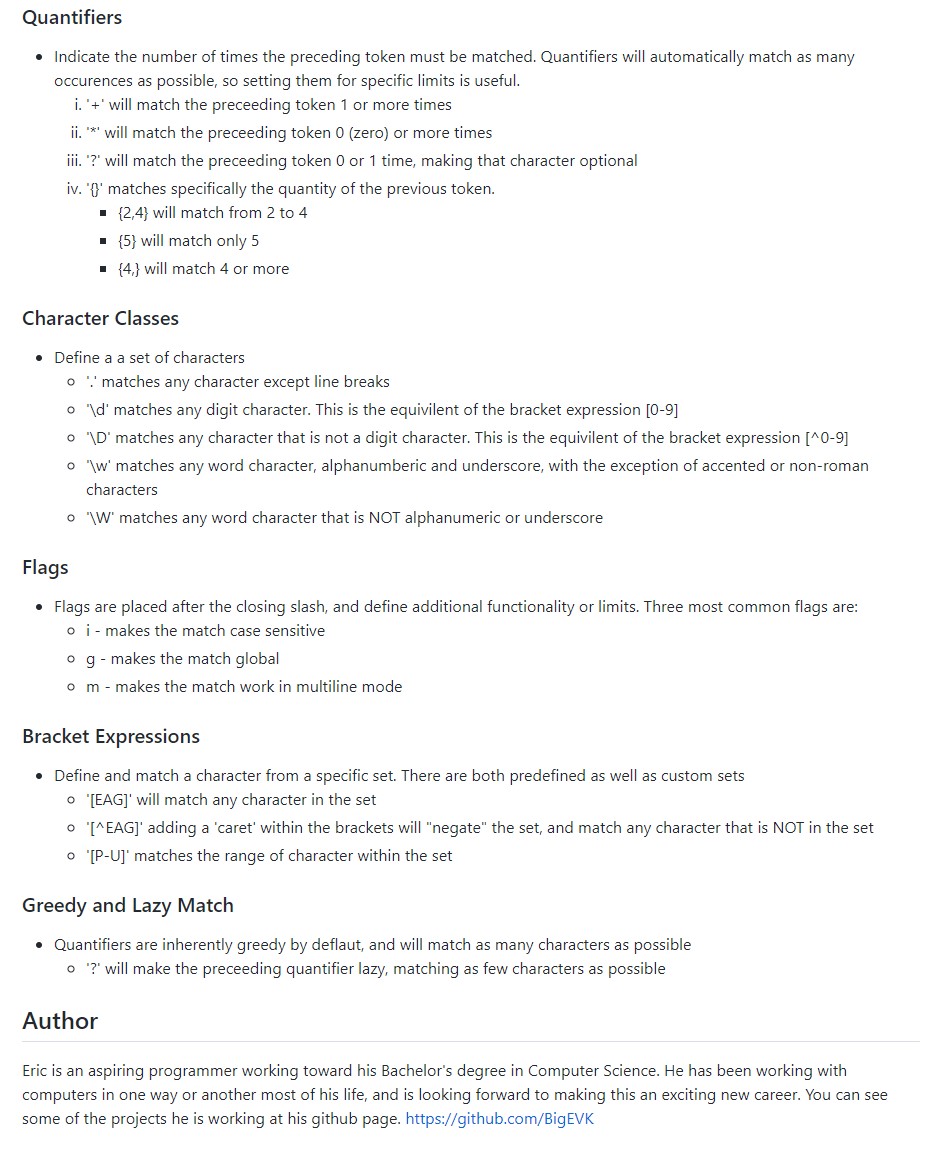 Quantifiers
• Indicate the number of times the preceding token must be matched. Quantifiers will automatically match as many
occurences as possible, so setting them for specific limits is useful.
i. '+' will match the preceeding token 1 or more times
ii. '*' will match the preceeding token 0 (zero) or more times
iii. '?' will match the preceeding token 0 or 1 time, making that character optional
iv. '{}' matches specifically the quantity of the previous token.
▪ {2,4} will match from 2 to 4
▪ {5} will match only 5
▪ {4,} will match 4 or more
Character Classes
• Define a a set of characters
○ '.' matches any character except line breaks
○ '\d' matches any digit character. This is the equivilent of the bracket expression [0-9]
○ '\D' matches any character that is not a digit character. This is the equivilent of the bracket expression [^0-9]
○ '\w' matches any word character, alphanumberic and underscore, with the exception of accented or non-roman
characters
○ '\W' matches any word character that is NOT alphanumeric or underscore
Flags
• Flags are placed after the closing slash, and define additional functionality or limits. Three most common flags are:
○ i - makes the match case sensitive
○ g - makes the match global
○ m - makes the match work in multiline mode
Bracket Expressions
• Define and match a character from a specific set. There are both predefined as well as custom sets
○ '[EAG]' will match any character in the set
○ '[^EAG]' adding a 'caret' within the brackets will "negate" the set, and match any character that is NOT in the set
○ '[P-U]' matches the range of character within the set
Greedy and Lazy Match
• Quantifiers are inherently greedy by deflaut, and will match as many characters as possible
○ '?' will make the preceeding quantifier lazy, matching as few characters as possible
Author
Eric is an aspiring programmer working toward his Bachelor's degree in Computer Science. He has been working with
computers in one way or another most of his life, and is looking forward to making this an exciting new career. You can see
some of the projects he is working at his github page. https://github.com/BigEVK